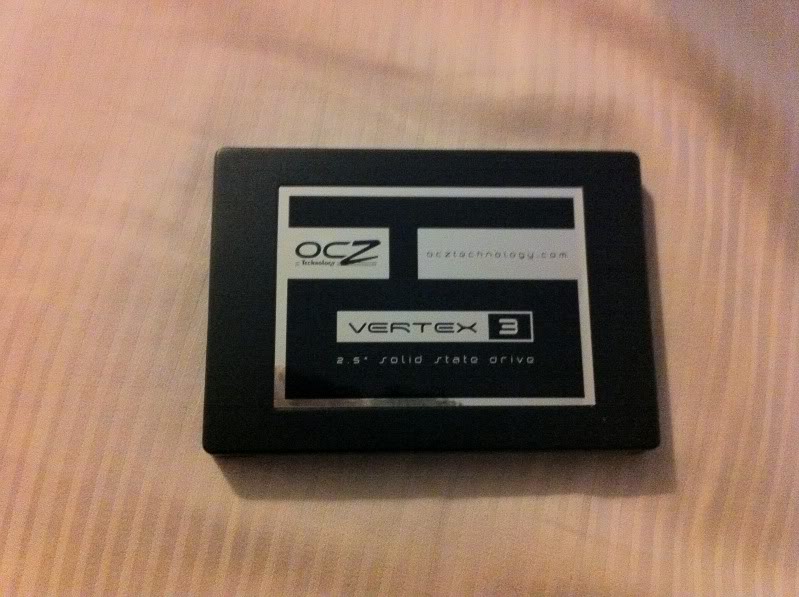 OCZ
Technology
ocztechnology.com
VERTEX 3
2.5" solid state drive